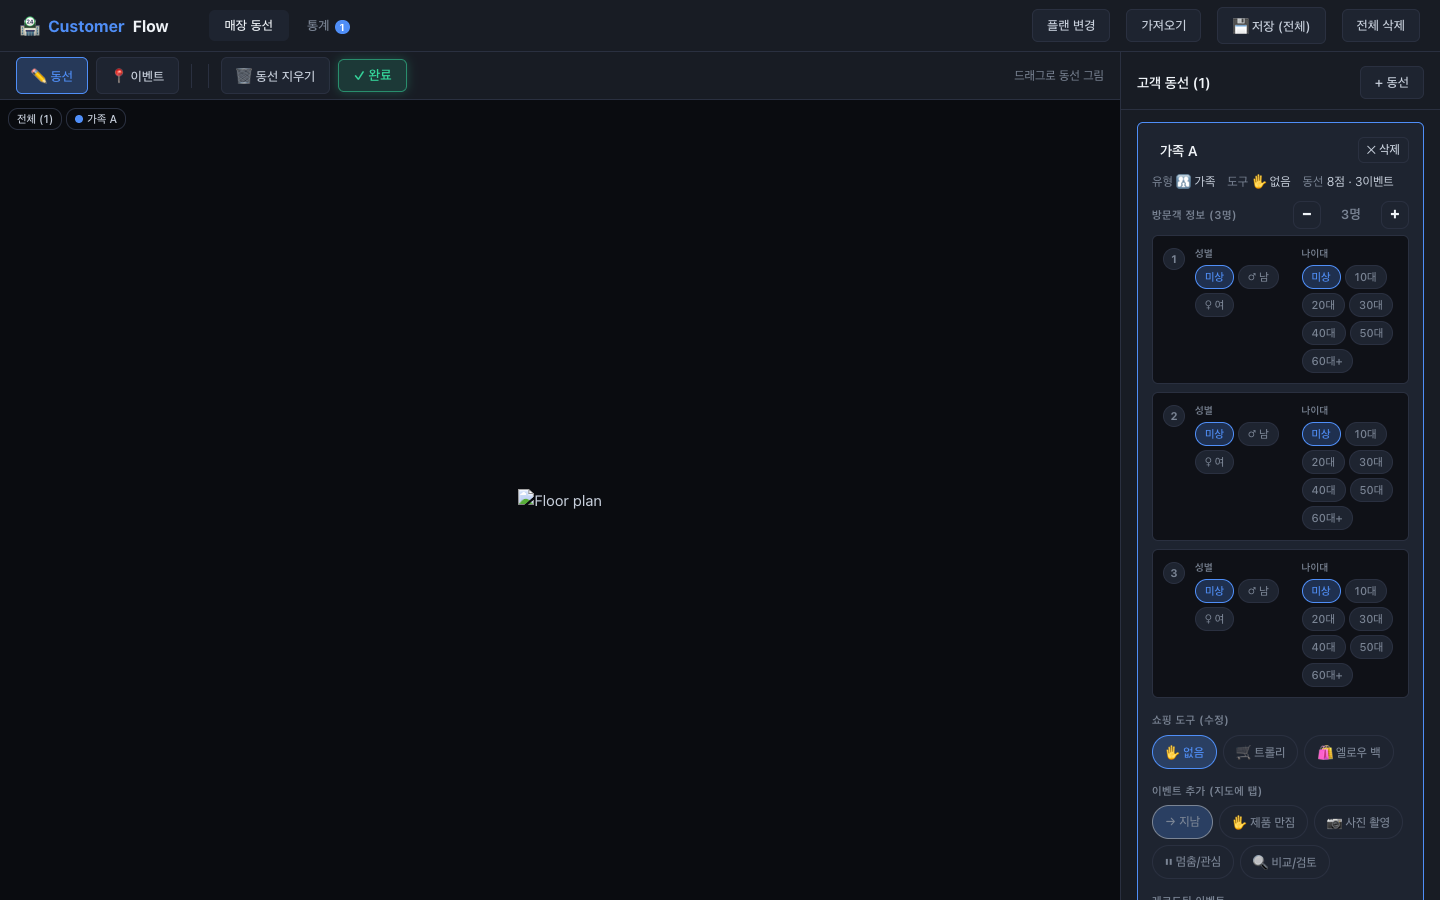 Customer Flow 매장 동선 통계 1 플랜 변경 가져오기 저장 (전체) 전체 삭제
동선 이벤트 동선 지우기 ✓ 완료 드래그로 동선 그림
전체 (1) 가족 A
Floor plan
고객 동선 (1) + 동선
가족 A × 삭제
유형 가족 도구 없음 동선 8점 · 3이벤트
방문객 정보 (3명) − 3명 +
1 성별 나이대
미상 ♂ 남 미상 10대
♀ 여 20대 30대
40대 50대
60대+
2 성별 나이대
미상 ♂ 남 미상 10대
♀ 여 20대 30대
40대 50대
60대+
3 성별 나이대
미상 ♂ 남 미상 10대
♀ 여 20대 30대
40대 50대
60대+
쇼핑 도구 (수정)
없음 트롤리 옐로우 백
이벤트 추가 (지도에 탭)
→ 지남 제품 만짐 사진 촬영
멈춤/관심 비교/검토